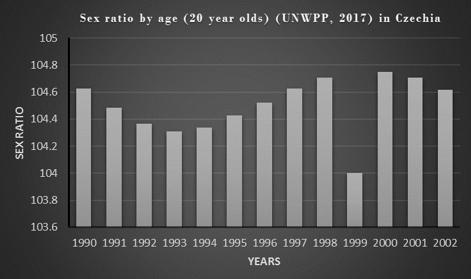 Sex ratio by age (20 year olds) (UNWPP, 2017) in Czechia
105
104.8
104.6
104.4
104.2
104
103.8
103.6
SEX RATIO
1990 1991 1992 1993 1994 1995 1996 1997 1998 1999 2000 2001 2002
YEARS